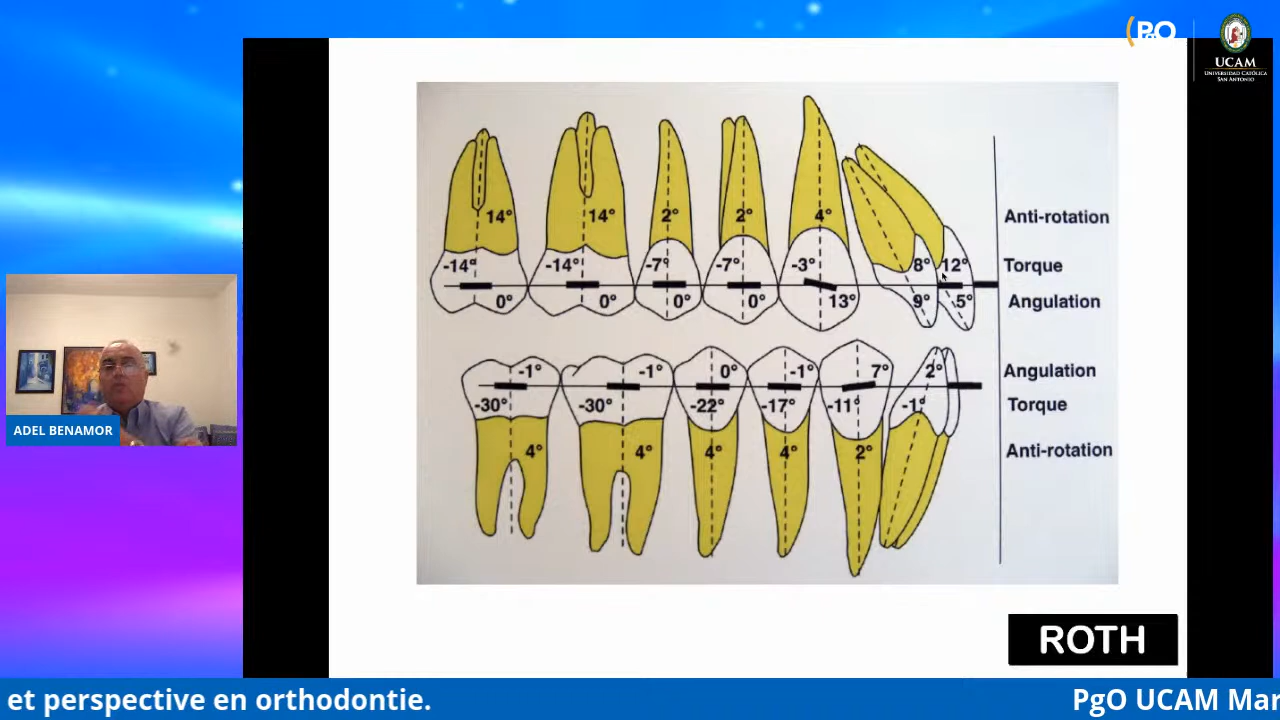 PgO
UCAM
UNIVERSIDAD CATÓLICA
SAN ANTONIO
14° 14° 2° 2° 4° Anti-rotation
-14° -14° -7° -7° -3° 8° 12° Torque
0° 0° 0° 0° 13° 9° 5° Angulation
-1° -1° 0° -1° 7° 2° Angulation
-30° -30° -22° -17° -11° -1° Torque
4° 4° 4° 4° 2° Anti-rotation
ADEL BENAMOR
ROTH
et perspective en orthodontie. PgO UCAM Mar